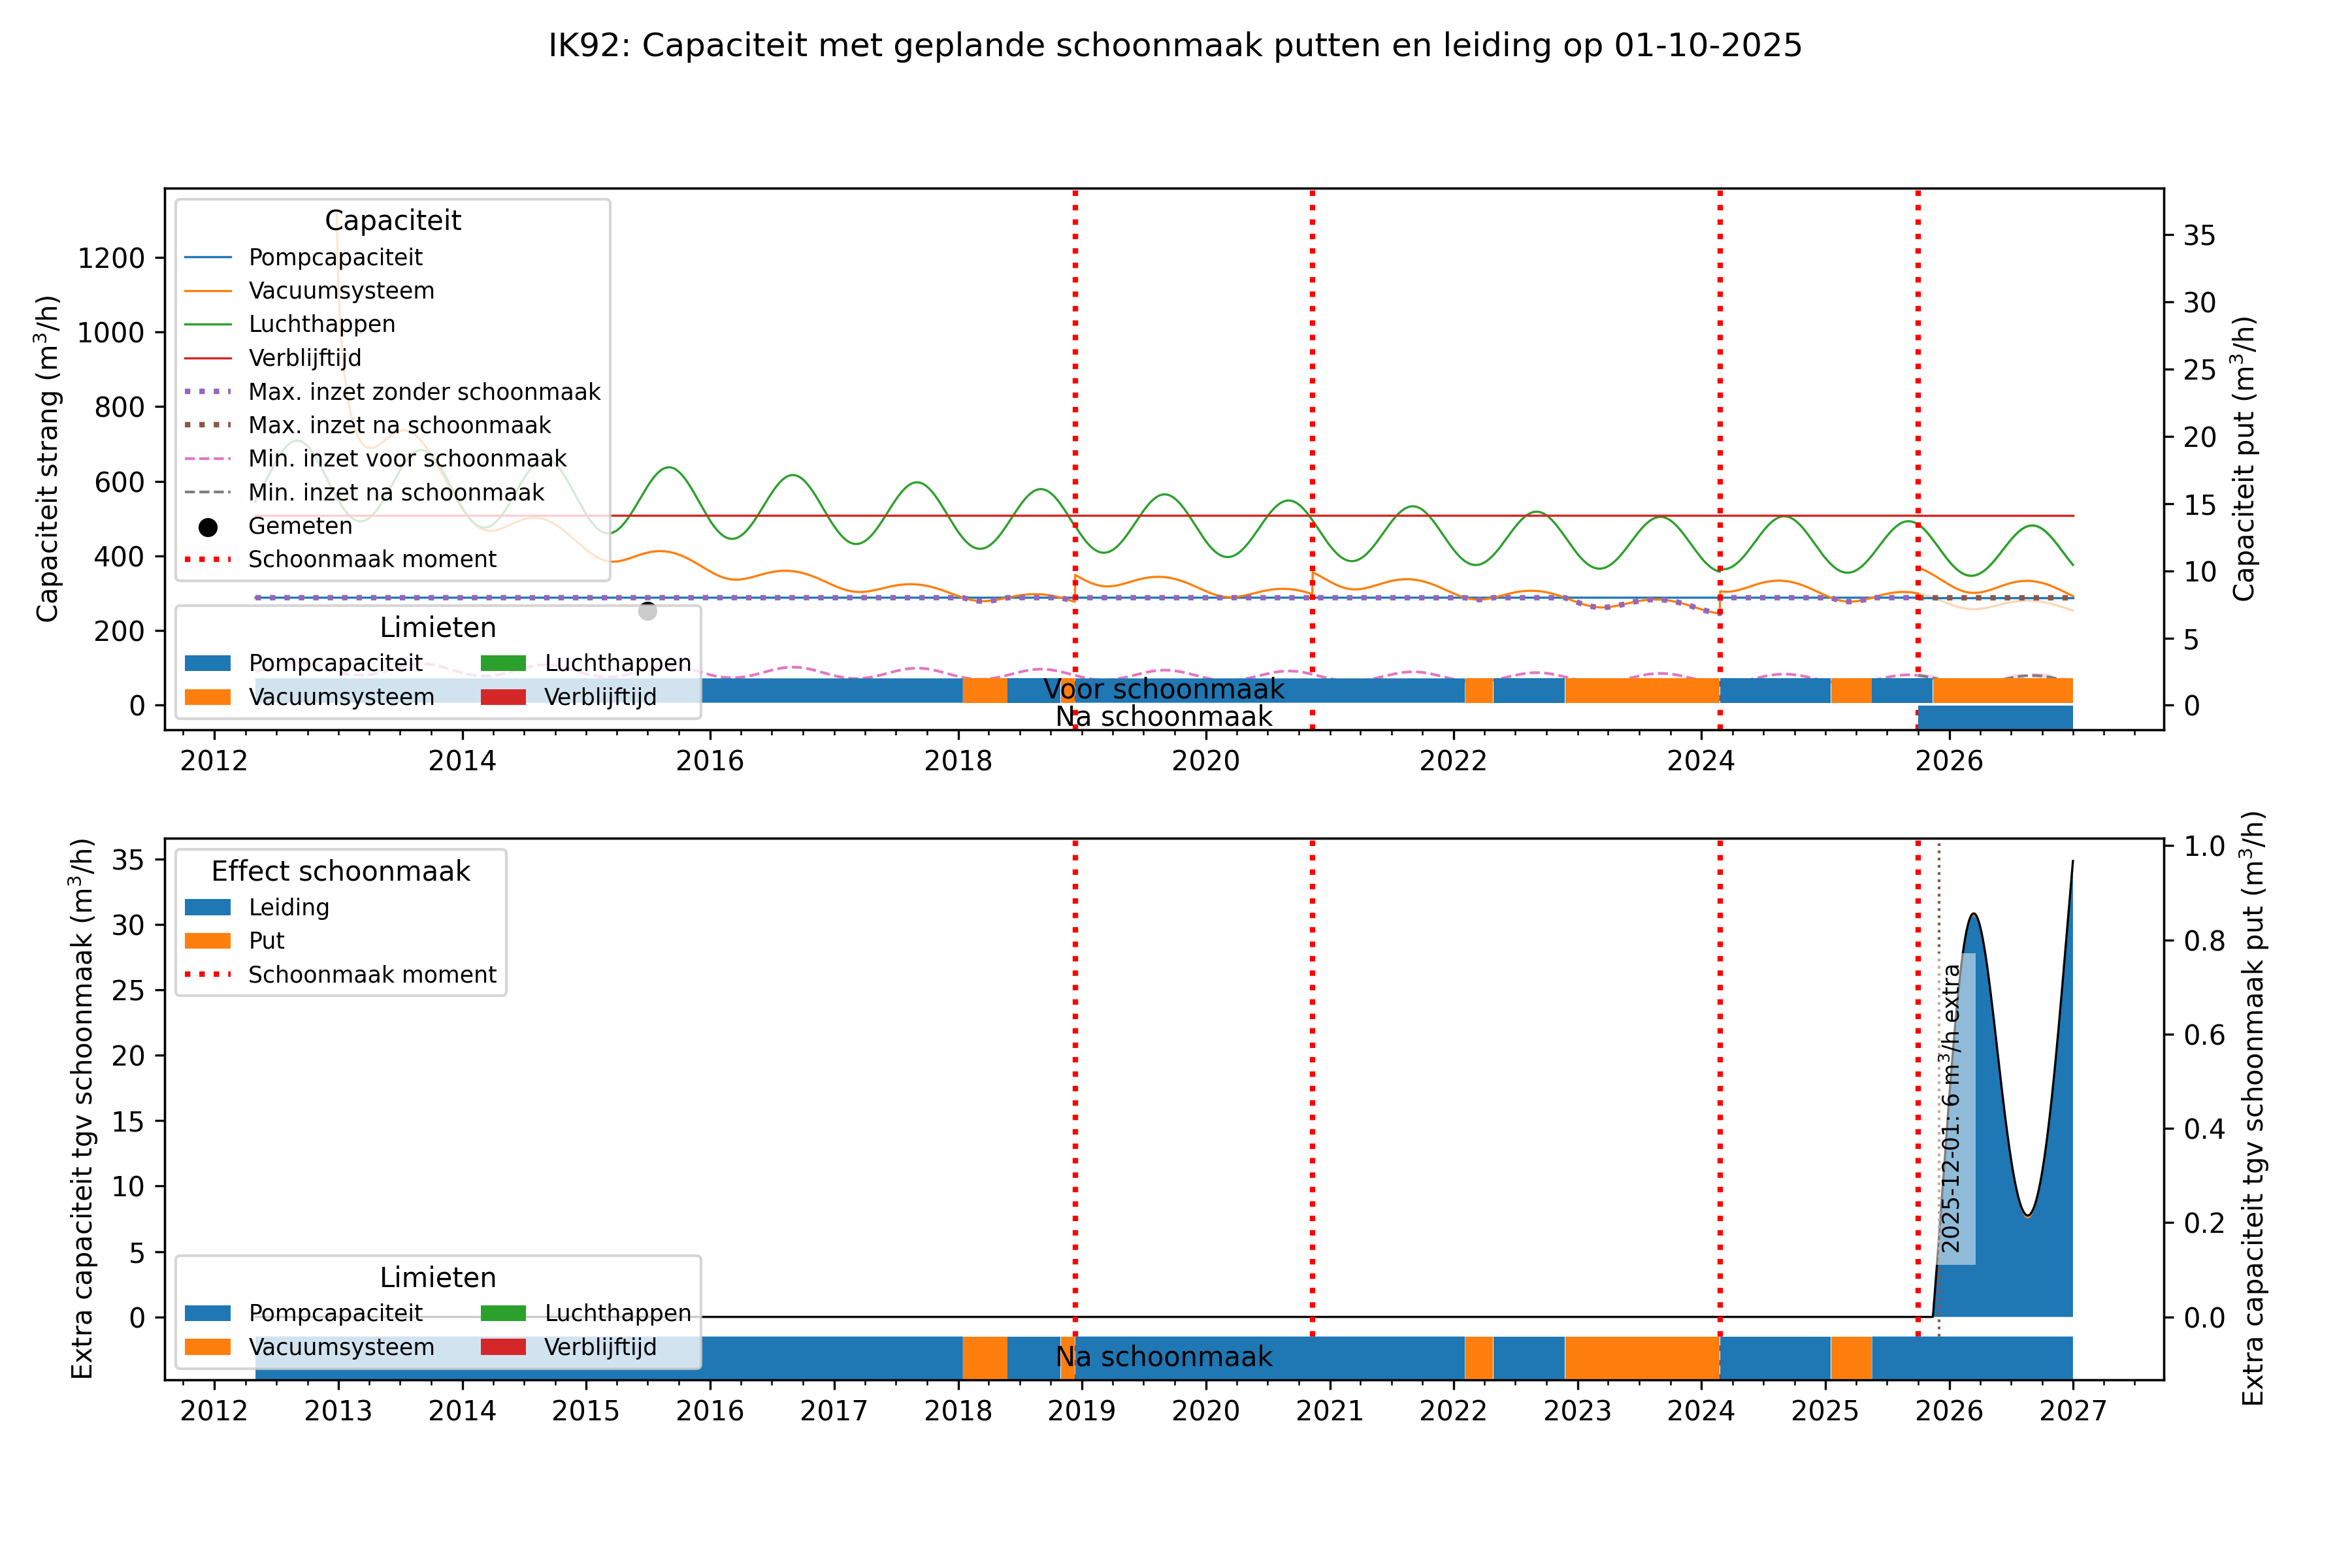 IK92: Capaciteit met geplande schoonmaak putten en leiding op 01-10-2025
Capaciteit strang (m³/h)
1200
1000
800
600
400
200
0
Capaciteit
Pompcapaciteit
Vacuumsysteem
Luchthappen
Verblijftijd
Max. inzet zonder schoonmaak
Max. inzet na schoonmaak
Min. inzet voor schoonmaak
Min. inzet na schoonmaak
Gemeten
Schoonmaak moment
Limieten
Pompcapaciteit Luchthappen
Vacuumsysteem Verblijftijd
Voor schoonmaak
Na schoonmaak
35
30
25
20
15
10
5
0
Capaciteit put (m³/h)
2012 2014 2016 2018 2020 2022 2024 2026
Extra capaciteit tgv schoonmaak (m³/h)
35
30
25
20
15
10
5
0
Effect schoonmaak
Leiding
Put
Schoonmaak moment
2025-12-01: 6 m³/h extra
Limieten
Pompcapaciteit Luchthappen
Vacuumsysteem Verblijftijd
Na schoonmaak
1.0
0.8
0.6
0.4
0.2
0.0
Extra capaciteit tgv schoonmaak put (m³/h)
2012 2013 2014 2015 2016 2017 2018 2019 2020 2021 2022 2023 2024 2025 2026 2027